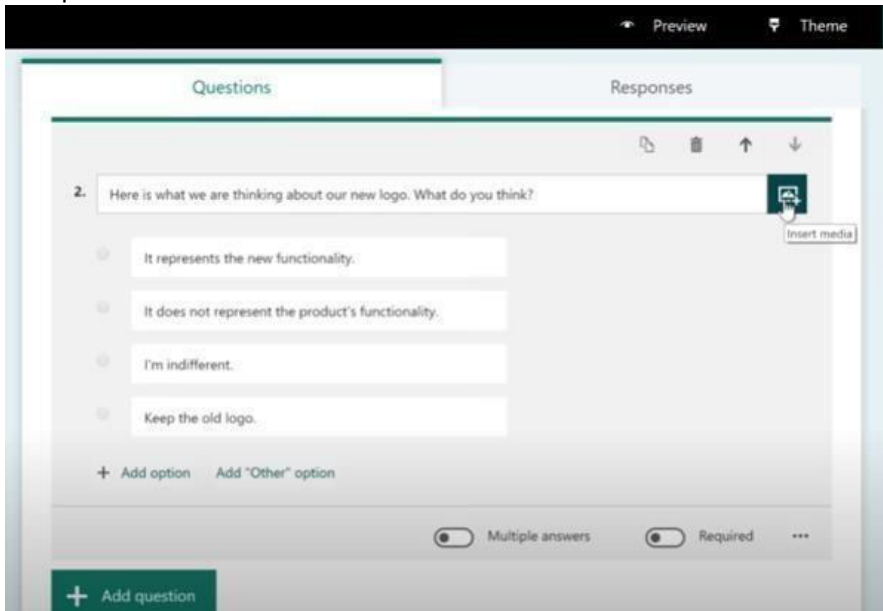 Preview Theme
Questions Responses
2. Here is what we are thinking about our new logo. What do you think?
Insert media
It represents the new functionality.
It does not represent the product's functionality.
I'm indifferent.
Keep the old logo.
+ Add option Add "Other" option
Multiple answers Required ...
+ Add question